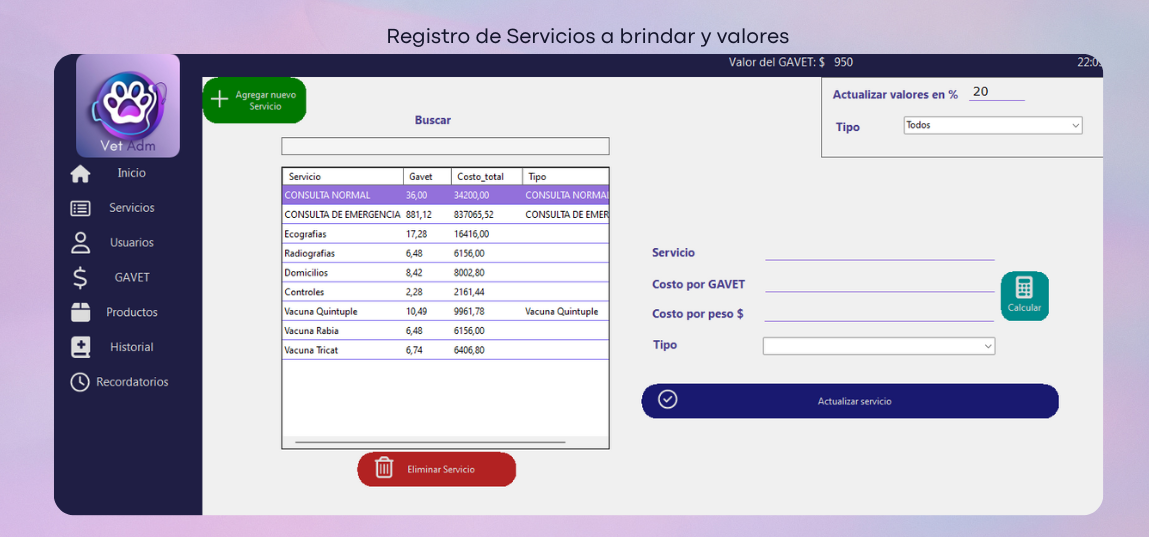 Registro de Servicios a brindar y valores
Valor del GAVET: $ 950
Vet Adm
Inicio
Servicios
Usuarios
GAVET
Productos
Historial
Recordatorios
Agregar nuevo
Servicio
Buscar
Actualizar valores en % 20
Tipo Todos
Servicio Gavet Costo_total Tipo
CONSULTA NORMAL 36,00 34200,00 CONSULTA NORMAL
CONSULTA DE EMERGENCIA 881,12 837065,52 CONSULTA DE EMER
Ecografias 17,28 16416,00
Radiografias 6,48 6156,00
Domicilios 8,42 8002,80
Controles 2,28 2161,44
Vacuna Quintuple 10,49 9961,78 Vacuna Quintuple
Vacuna Rabia 6,48 6156,00
Vacuna Tricat 6,74 6406,80
Eliminar Servicio
Servicio
Costo por GAVET
Costo por peso $
Tipo
Calcular
Actualizar servicio